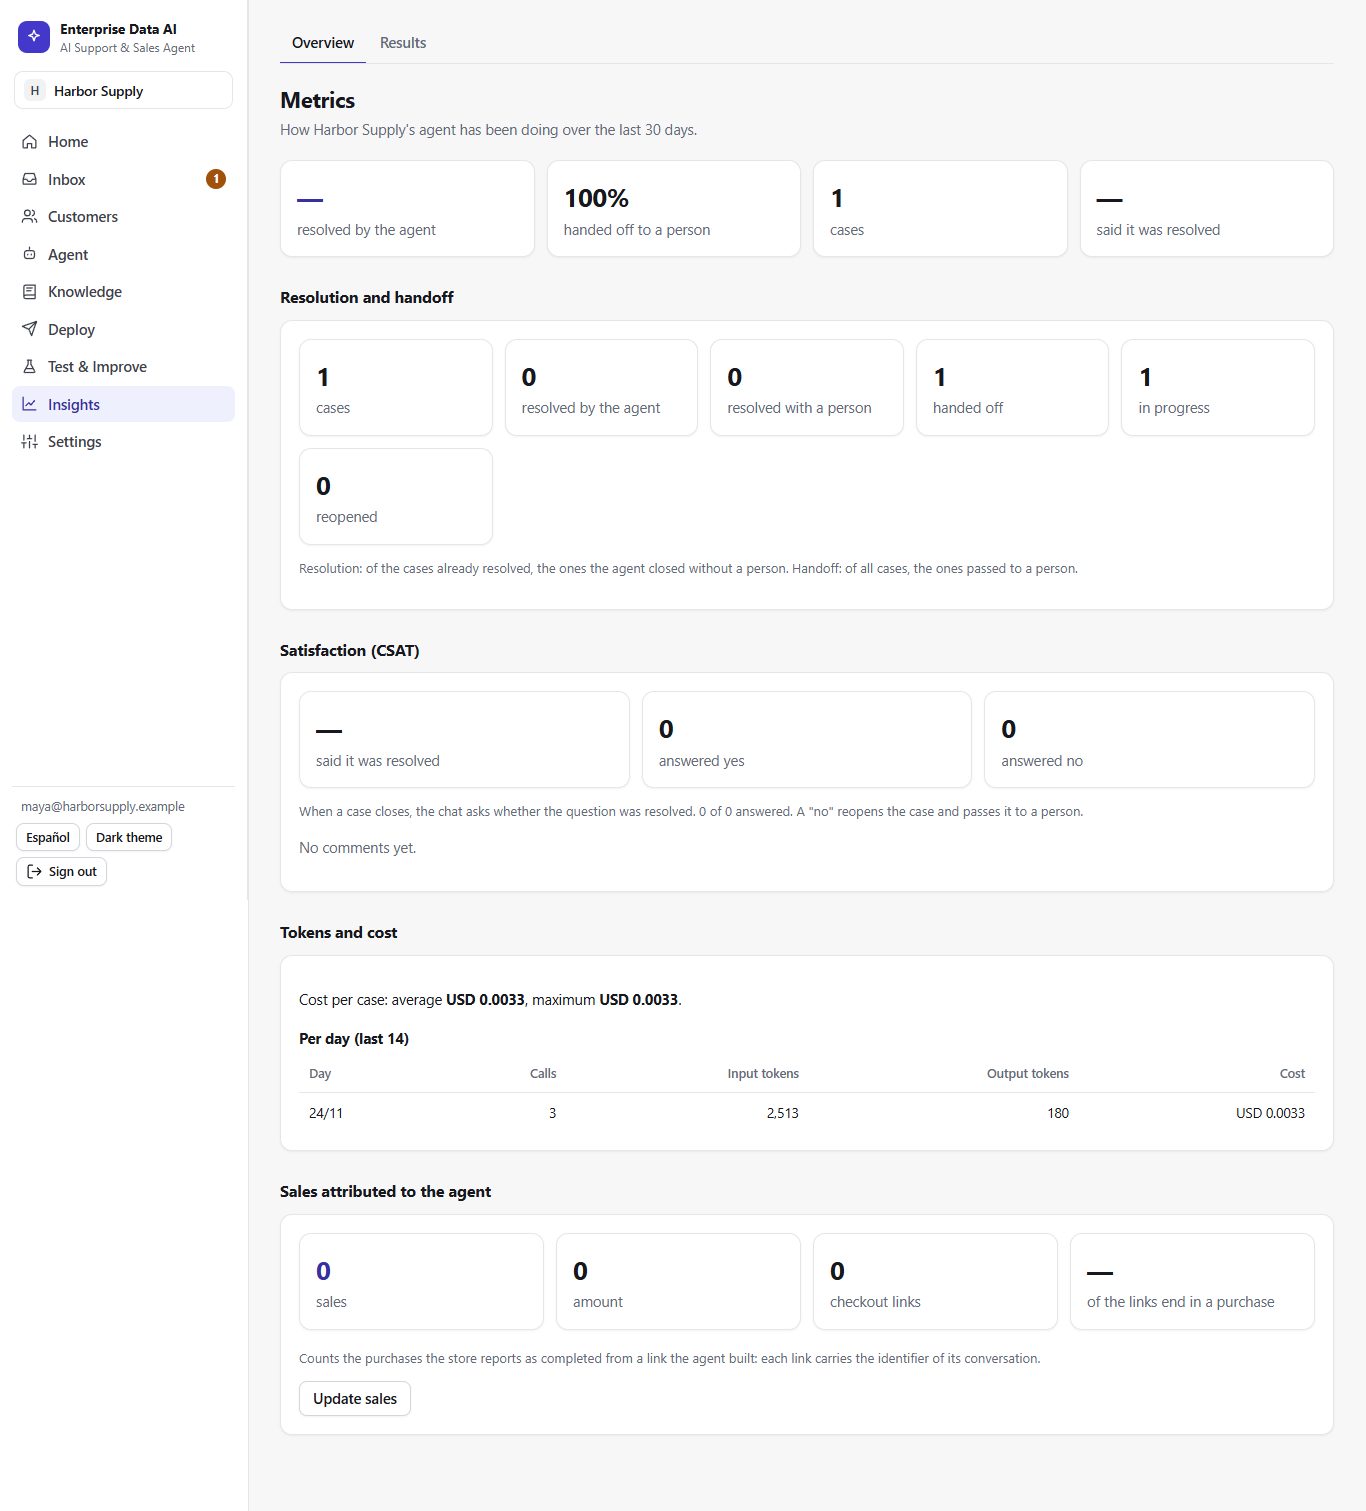 Enterprise Data AI
AI Support & Sales Agent
H Harbor Supply
Home
Inbox 1
Customers
Agent
Knowledge
Deploy
Test & Improve
Insights
Settings
maya@harborsupply.example
Español Dark theme
Sign out
Overview Results
Metrics
How Harbor Supply's agent has been doing over the last 30 days.
—
resolved by the agent
100%
handed off to a person
1
cases
—
said it was resolved
Resolution and handoff
1
cases
0
resolved by the agent
0
resolved with a person
1
handed off
1
in progress
0
reopened
Resolution: of the cases already resolved, the ones the agent closed without a person. Handoff: of all cases, the ones passed to a person.
Satisfaction (CSAT)
—
said it was resolved
0
answered yes
0
answered no
When a case closes, the chat asks whether the question was resolved. 0 of 0 answered. A "no" reopens the case and passes it to a person.
No comments yet.
Tokens and cost
Cost per case: average USD 0.0033, maximum USD 0.0033.
Per day (last 14)
Day Calls Input tokens Output tokens Cost
24/11 3 2,513 180 USD 0.0033
Sales attributed to the agent
0
sales
0
amount
0
checkout links
—
of the links end in a purchase
Counts the purchases the store reports as completed from a link the agent built: each link carries the identifier of its conversation.
Update sales